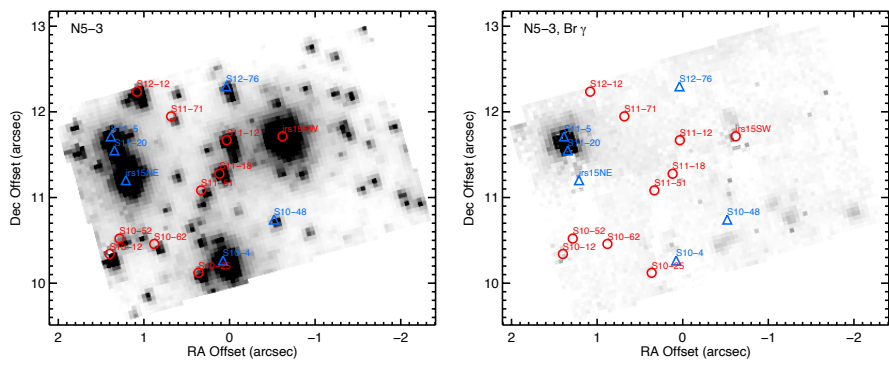 N5-3
S12-12
S12-76
S11-71
S11-12
irs15SW
S11-20
S11-18
irs15NE
S11-51
S10-48
S10-52
S10-62
S10-12
S10-4
S10-25
13
12
11
10
Dec Offset (arcsec)
2 1 0 -1 -2
RA Offset (arcsec)
N5-3, Br γ
S12-12
S12-76
S11-71
S11-12
irs15SW
S11-20
S11-18
irs15NE
S11-51
S10-48
S10-52
S10-62
S10-12
S10-4
S10-25
13
12
11
10
Dec Offset (arcsec)
2 1 0 -1 -2
RA Offset (arcsec)